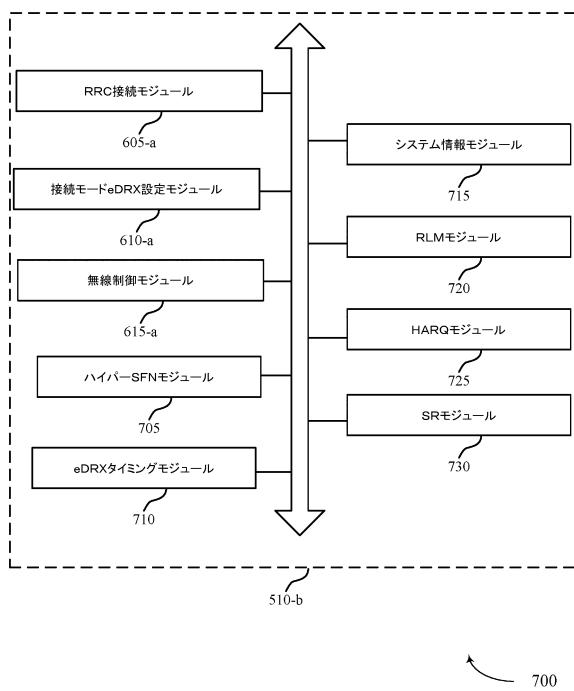 RRC接続モジュール
605-a
接続モードeDRX設定モジュール
610-a
無線制御モジュール
615-a
ハイパーSFNモジュール
705
eDRXタイミングモジュール
710
システム情報モジュール
715
RLMモジュール
720
HARQモジュール
725
SRモジュール
730
510-b
700